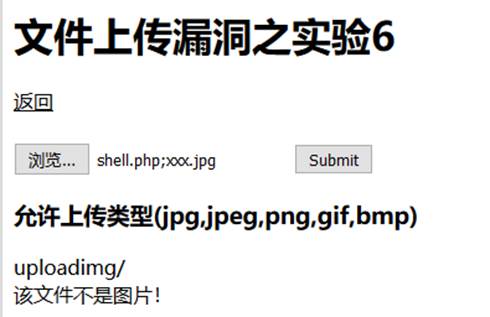 文件上传漏洞之实验6
返回
浏览... shell.php;xxx.jpg Submit
允许上传类型(jpg,jpeg,png,gif,bmp)
uploadimg/
该文件不是图片!